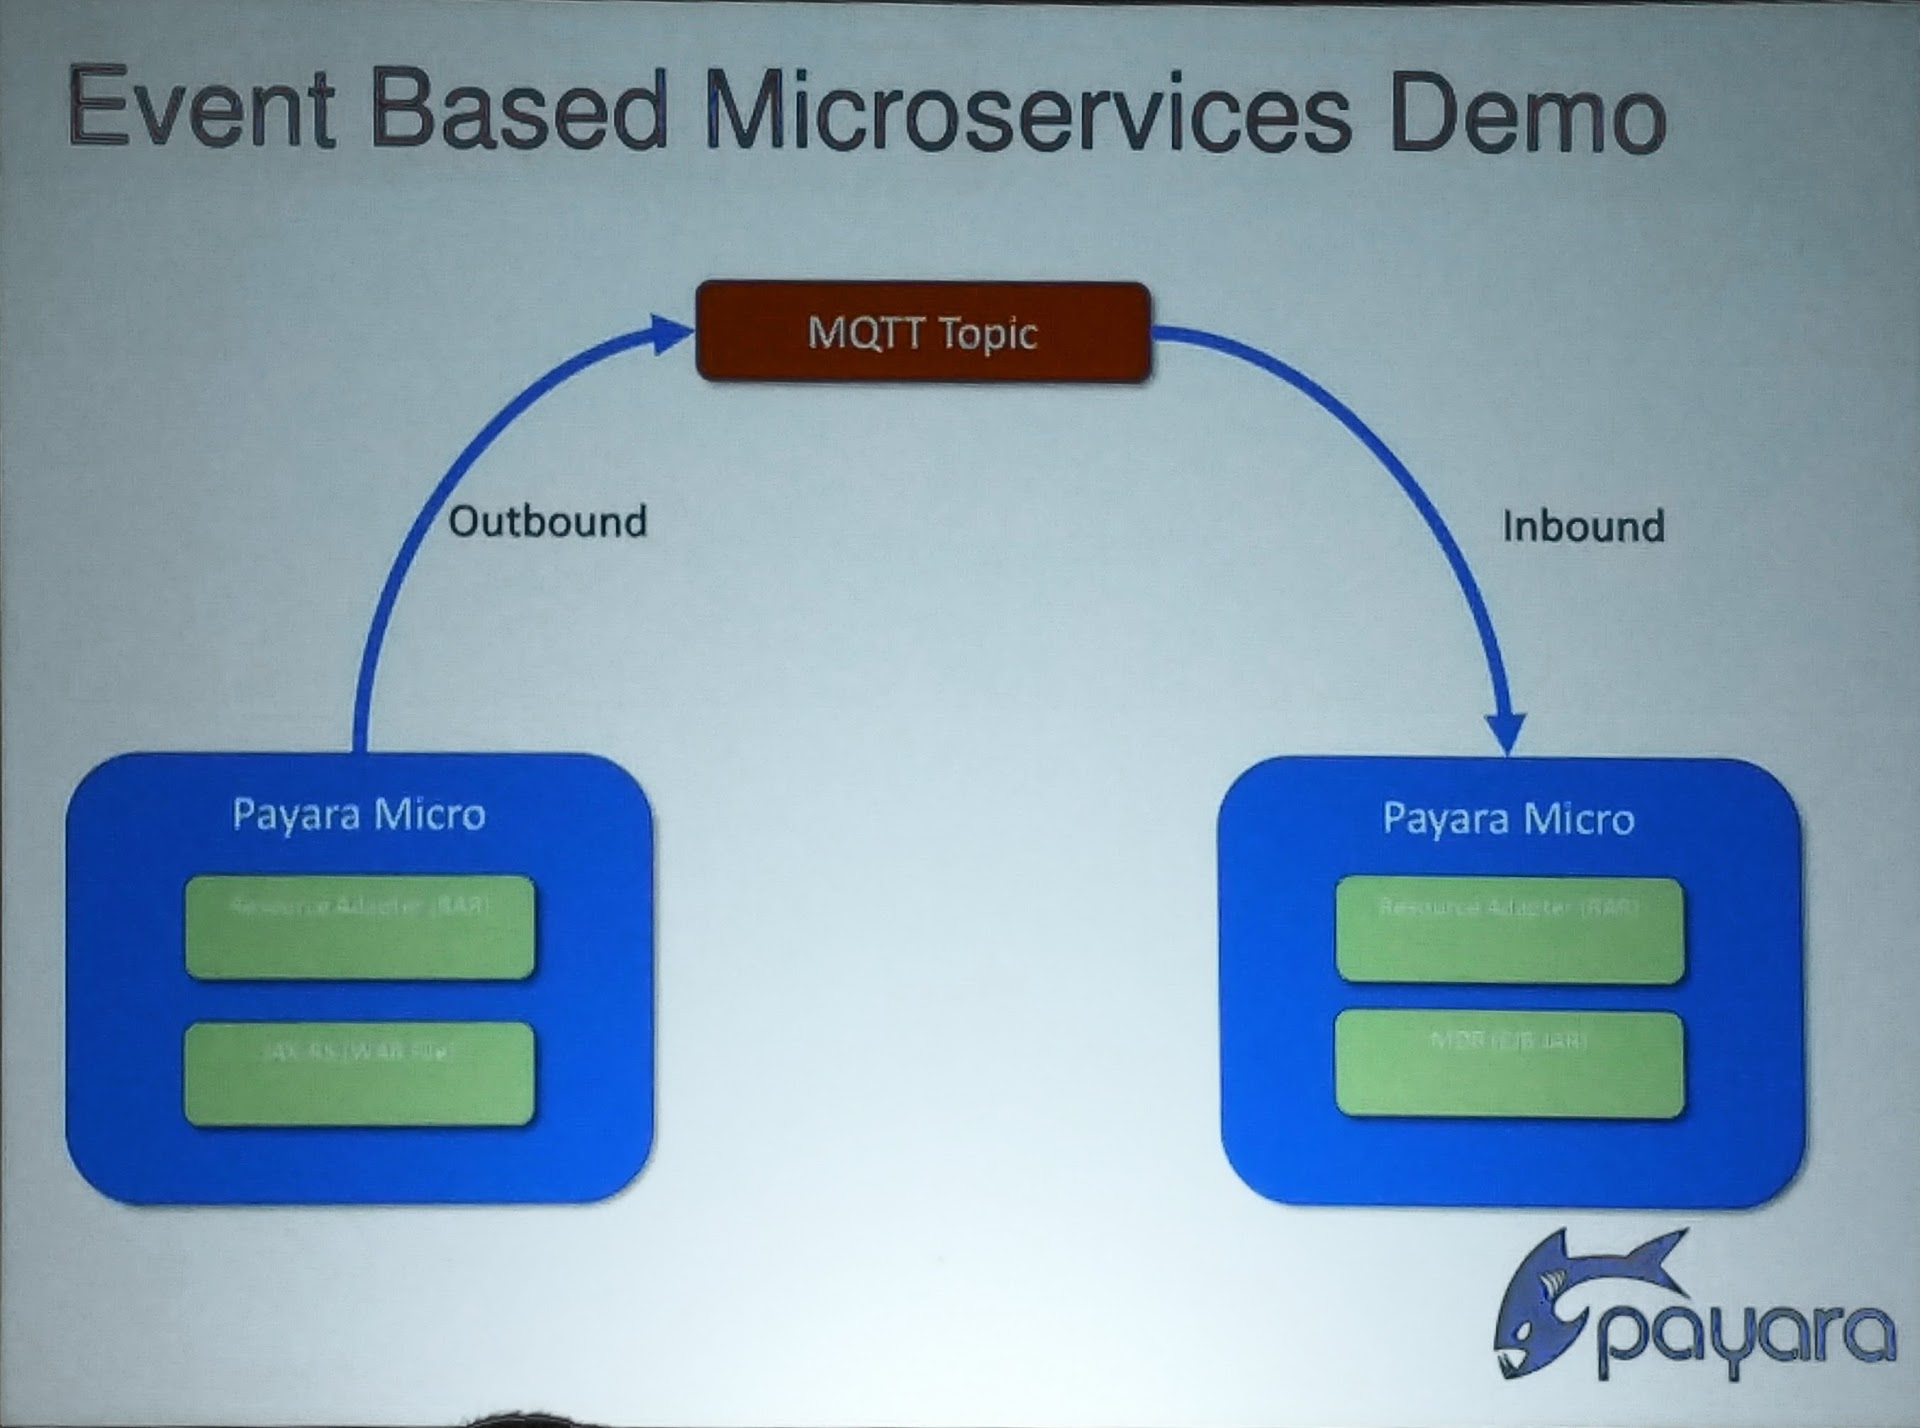 Event Based Microservices Demo
MQTT Topic
Outbound
Inbound
Payara Micro
Resource Adapter (RAR)
JAX-RS (WAR File)
Payara Micro
Resource Adapter (RAR)
MDB (EJB JAR)
payara